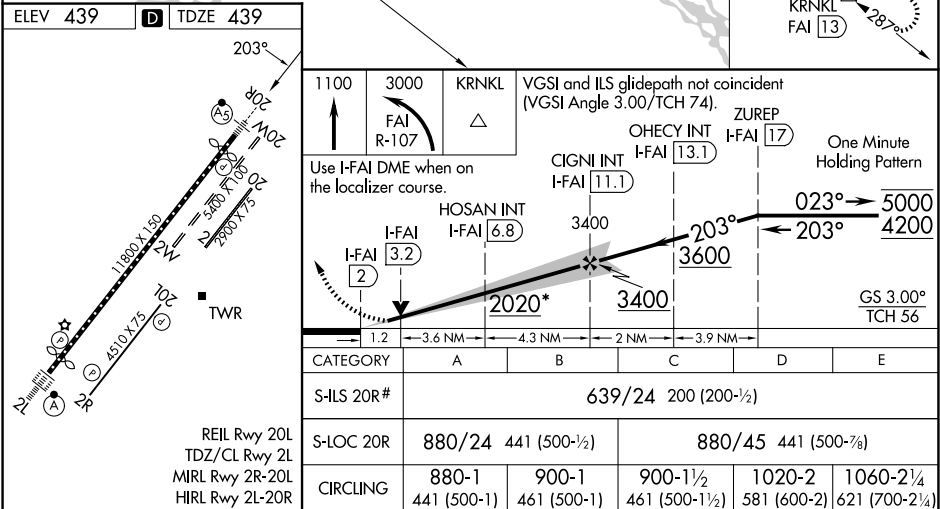 ELEV 439 D TDZE 439
203°
A5
20R
20W
20
P
5400 X 100
2900 X 75
2W
2
11800 X 150
20L
P
TWR
4510 X 75
P
P
2L
A
2R
REIL Rwy 20L
TDZ/CL Rwy 2L
MIRL Rwy 2R-20L
HIRL Rwy 2L-20R
KRNKL
FAI 13
287°
1100
3000
FAI
R-107
KRNKL
VGSI and ILS glidepath not coincident
(VGSI Angle 3.00/TCH 74).
Use I-FAI DME when on
the localizer course.
ZUREP
I-FAI 17
OHECY INT
I-FAI 13.1
CIGNI INT
I-FAI 11.1
HOSAN INT
I-FAI 6.8
I-FAI
3.2
I-FAI
2
One Minute
Holding Pattern
3400
023° 5000
203° 4200
203°
3600
3400
2020*
GS 3.00°
TCH 56
1.2 3.6 NM 4.3 NM 2 NM 3.9 NM
CATEGORY A B C D E
S-ILS 20R# 639/24 200 (200-½)
S-LOC 20R 880/24 441 (500-½) 880/45 441 (500-⅞)
CIRCLING 880-1 900-1 900-1½ 1020-2 1060-2¼
441 (500-1) 461 (500-1) 461 (500-1½) 581 (600-2) 621 (700-2¼)